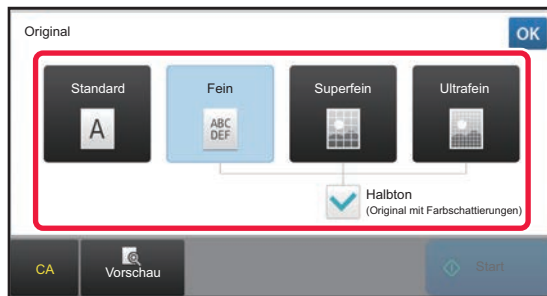 Original
OK
Standard
Fein
Superfein
Ultrafein
A
ABC
DEF
Halbton
(Original mit Farbschattierungen)
CA
Vorschau
Start